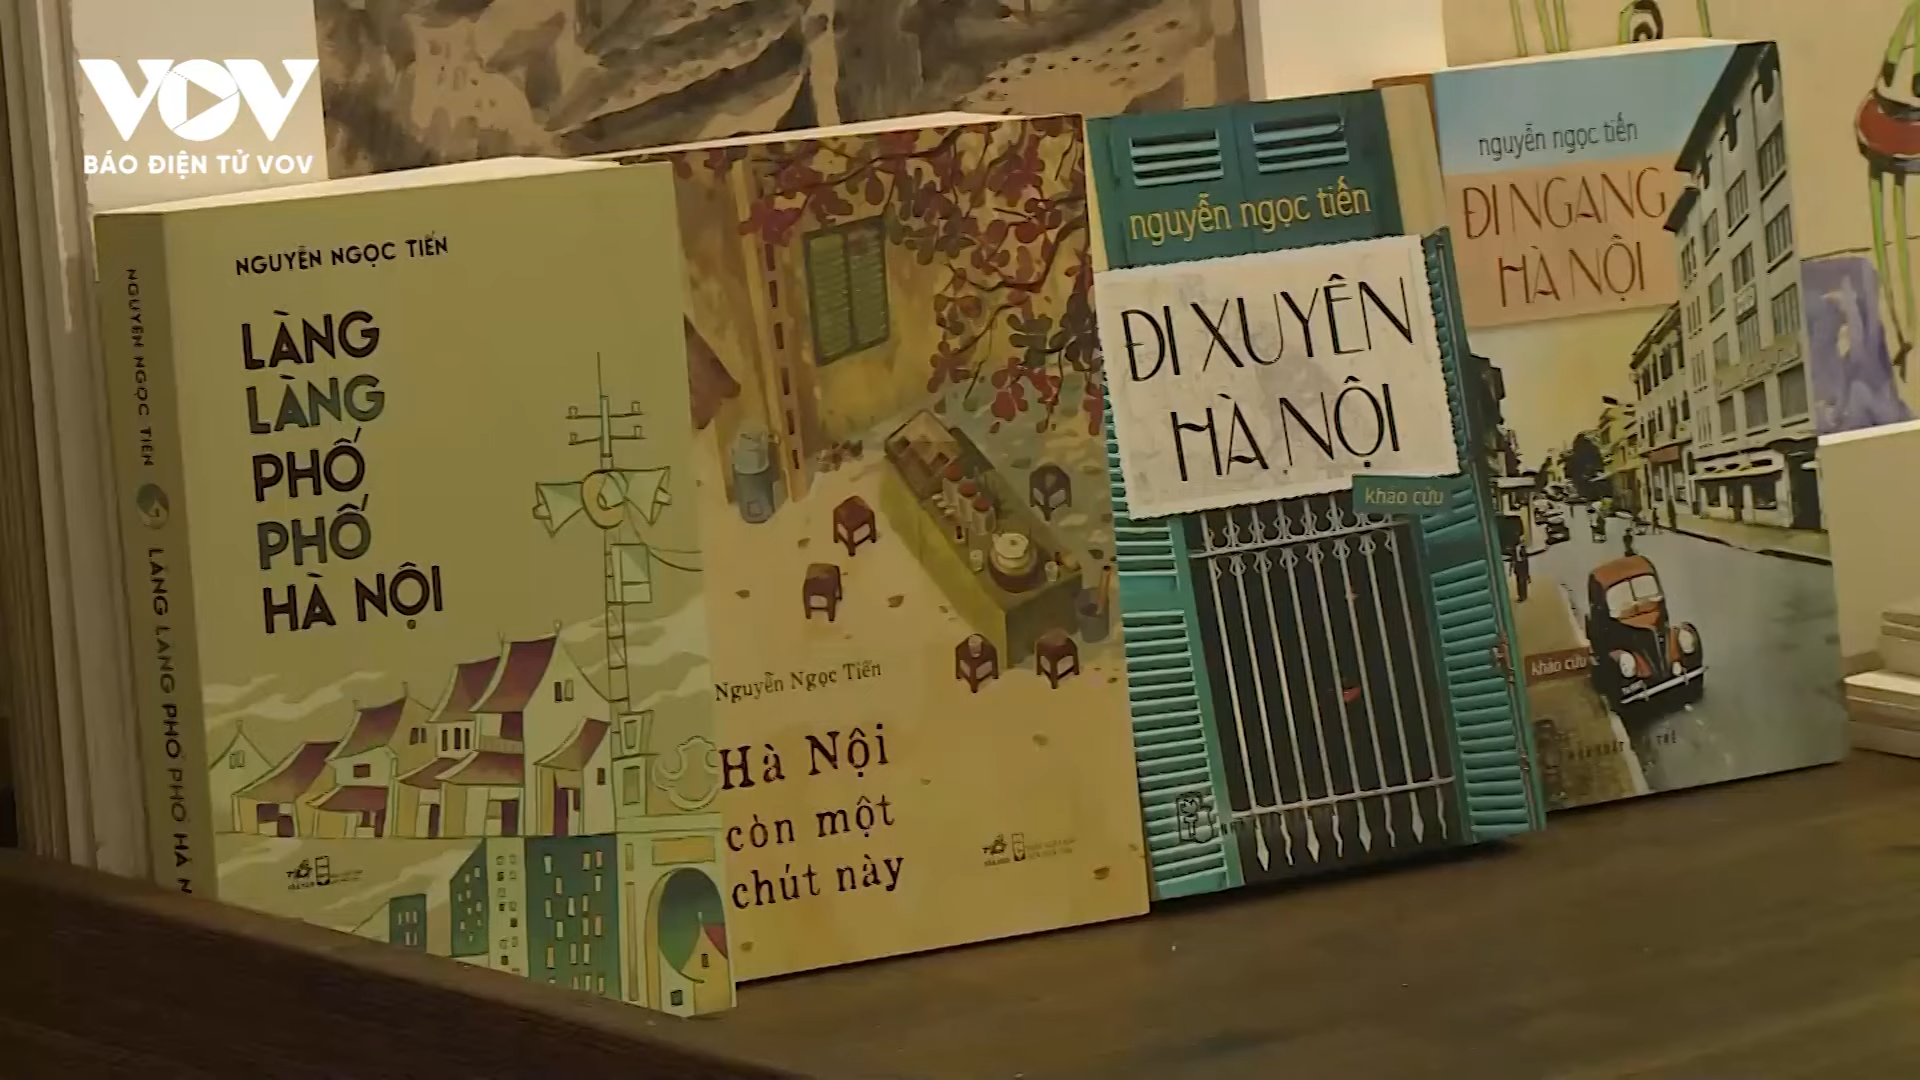 VOV
BÁO ĐIỆN TỬ VOV
NGUYỄN NGỌC TIẾN
LÀNG LÀNG PHỐ PHỐ HÀ N
NGUYỄN NGỌC TIẾN
LÀNG
LÀNG
PHỐ
PHỐ
HÀ NỘI
Nguyễn Ngọc Tiến
Hà Nội
còn một
chút này
nguyễn ngọc tiến
ĐI XUYÊN
HÀ NỘI
khảo cứu
nguyễn ngọc tiến
ĐI NGANG
HÀ NỘI
khảo cứu